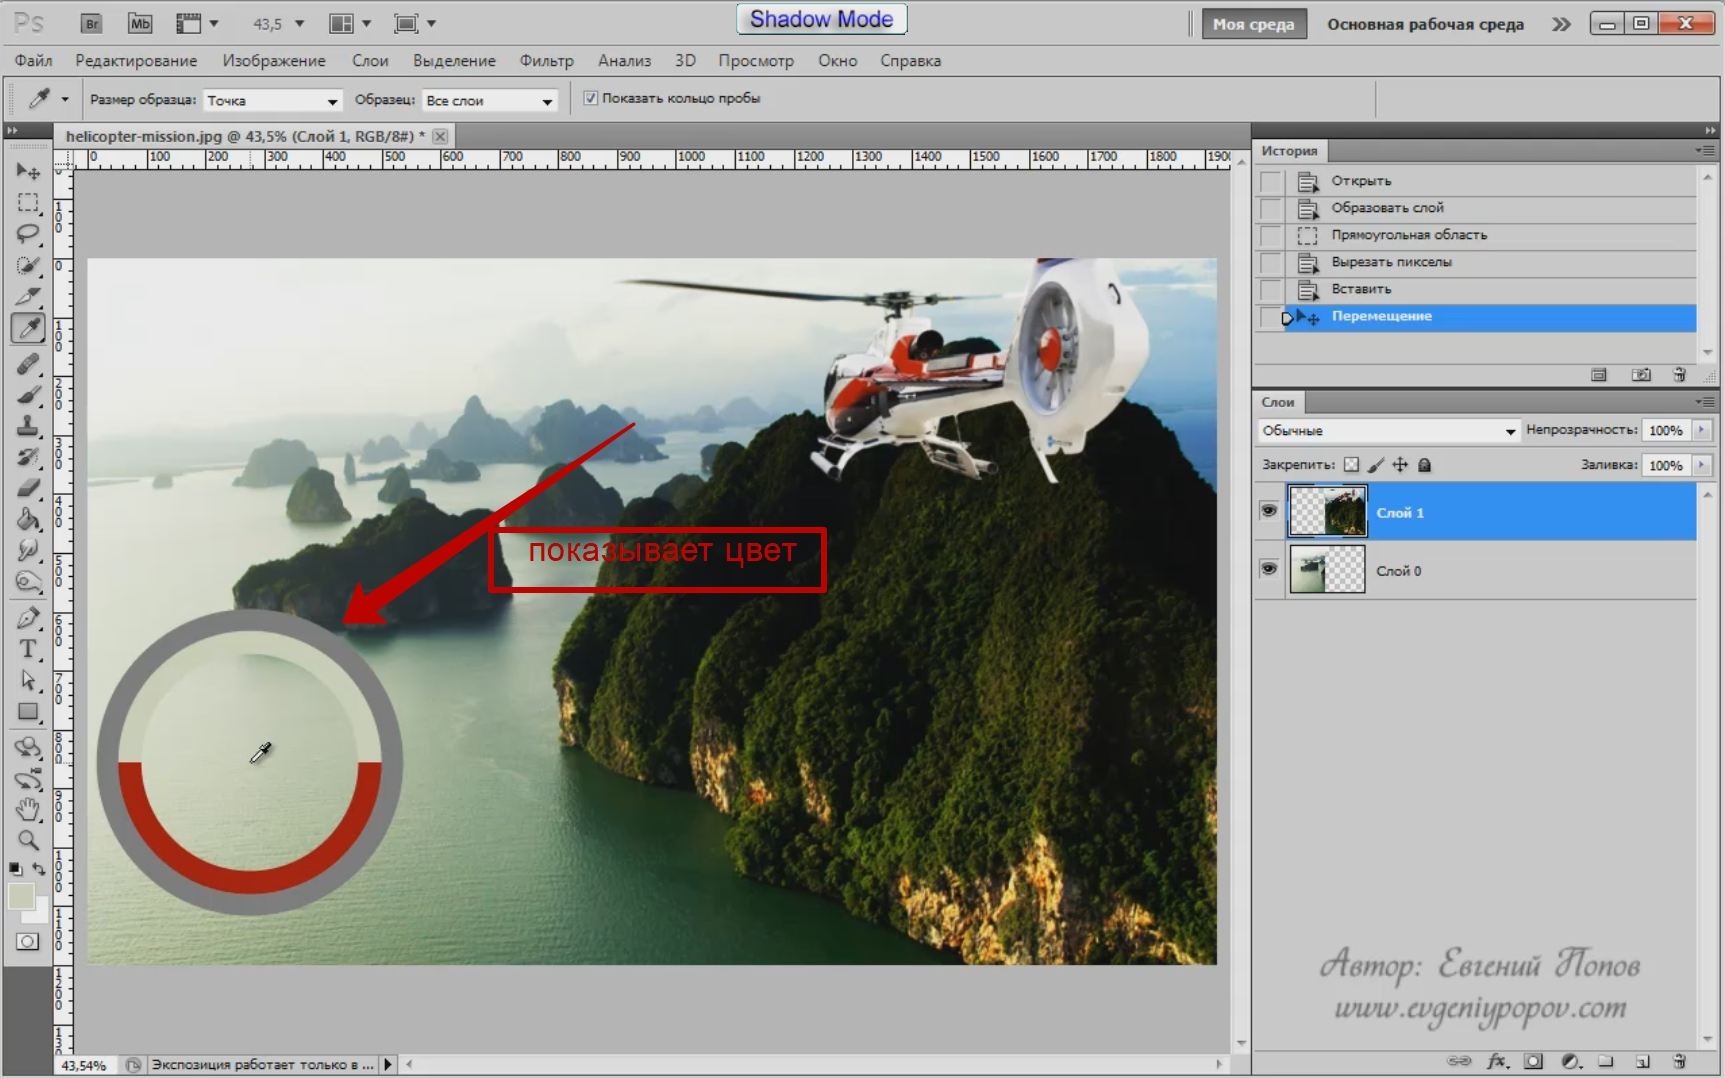 Ps Br Mb 43,5 Shadow Mode Моя среда Основная рабочая среда
Файл Редактирование Изображение Слои Выделение Фильтр Анализ 3D Просмотр Окно Справка
Размер образца: Точка Образец: Все слои Показать кольцо пробы
helicopter-mission.jpg @ 43,5% (Слой 1, RGB/8#) *
0 100 200 300 400 500 600 700 800 900 1000 1100 1200 1300 1400 1500 1600 1700 1800 1900
История
Открыть
Образовать слой
Прямоугольная область
Вырезать пикселы
Вставить
Перемещение
Слои
Обычные Непрозрачность: 100%
Закрепить: Заливка: 100%
Слой 1
Слой 0
показывает цвет
Автор: Евгений Попов
www.evgeniypopov.com
43,54% Экспозиция работает только в ...